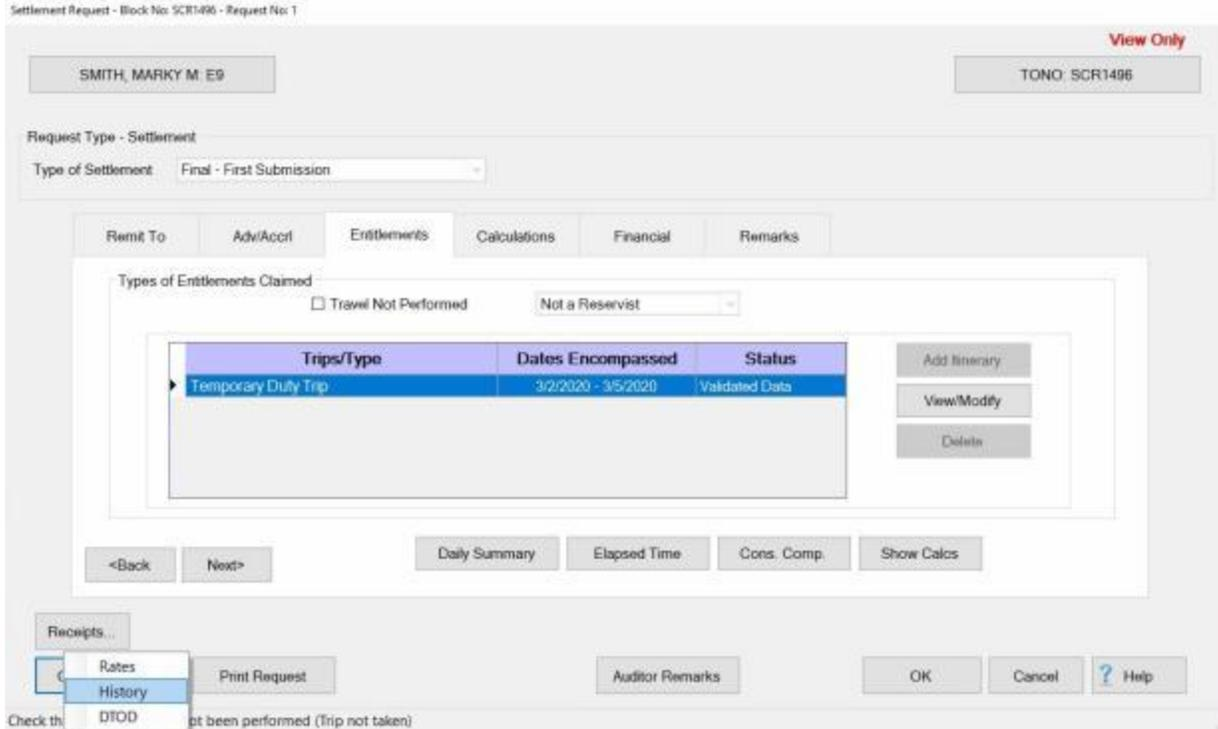 Settlement Request - Block No: SCR1496 - Request No: 1
View Only
SMITH, MARKY M: E9
TONO: SCR1496
Request Type - Settlement
Type of Settlement Final - First Submission
Remit To Adv/Accrl Entitlements Calculations Financial Remarks
Types of Entitlements Claimed
Travel Not Performed Not a Reservist
Trips/Type Dates Encompassed Status
Temporary Duty Trip 3/2/2020 - 3/5/2020 Validated Data
Add Itinerary
View/Modify
Delete
<Back Next> Daily Summary Elapsed Time Cons. Comp. Show Calcs
Receipts...
Rates
History
DTOD
Print Request Auditor Remarks OK Cancel ? Help
Check th pt been performed (Trip not taken)